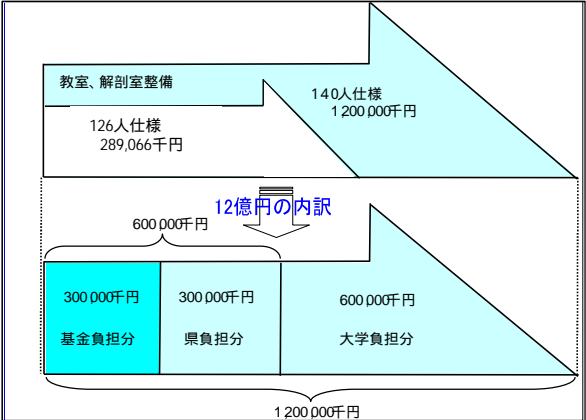 教室、解剖室整備
140人仕様
1,200,000千円
126人仕様
289,066千円
12億円の内訳
600,000千円
300,000千円
300,000千円
600,000千円
基金負担分
県負担分
大学負担分
1,200,000千円